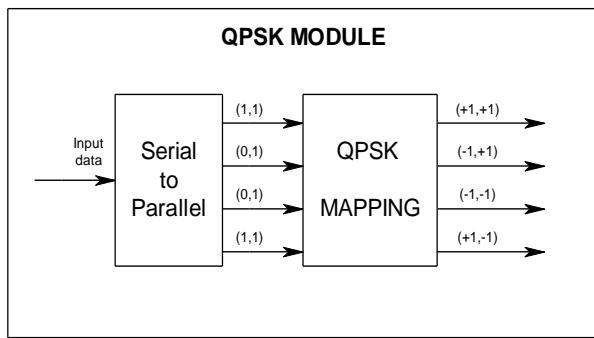 QPSK MODULE
Input
data
Serial
to
Parallel
(1,1)
(0,1)
(0,1)
(1,1)
QPSK
MAPPING
(+1,+1)
(-1,+1)
(-1,-1)
(+1,-1)